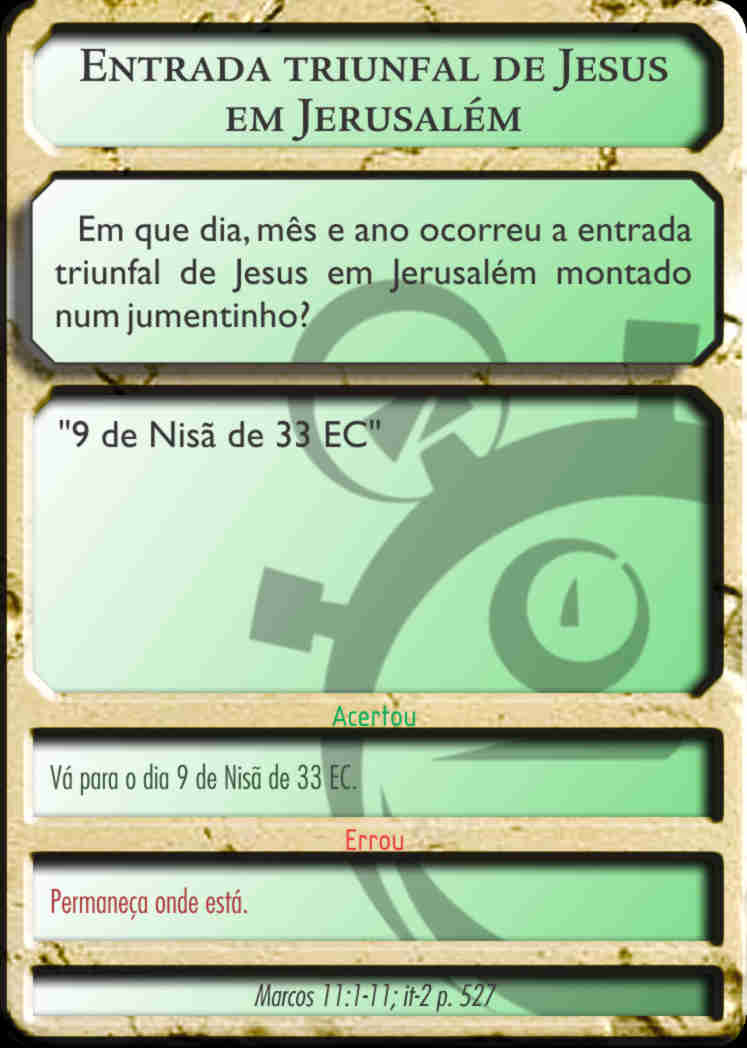 Entrada triunfal de Jesus
em Jerusalém
Em que dia, mês e ano ocorreu a entrada
triunfal de Jesus em Jerusalém montado
num jumentinho?
"9 de Nisã de 33 EC"
Acertou
Vá para o dia 9 de Nisã de 33 EC.
Errou
Permaneça onde está.
Marcos 11:1-11; it-2 p. 527